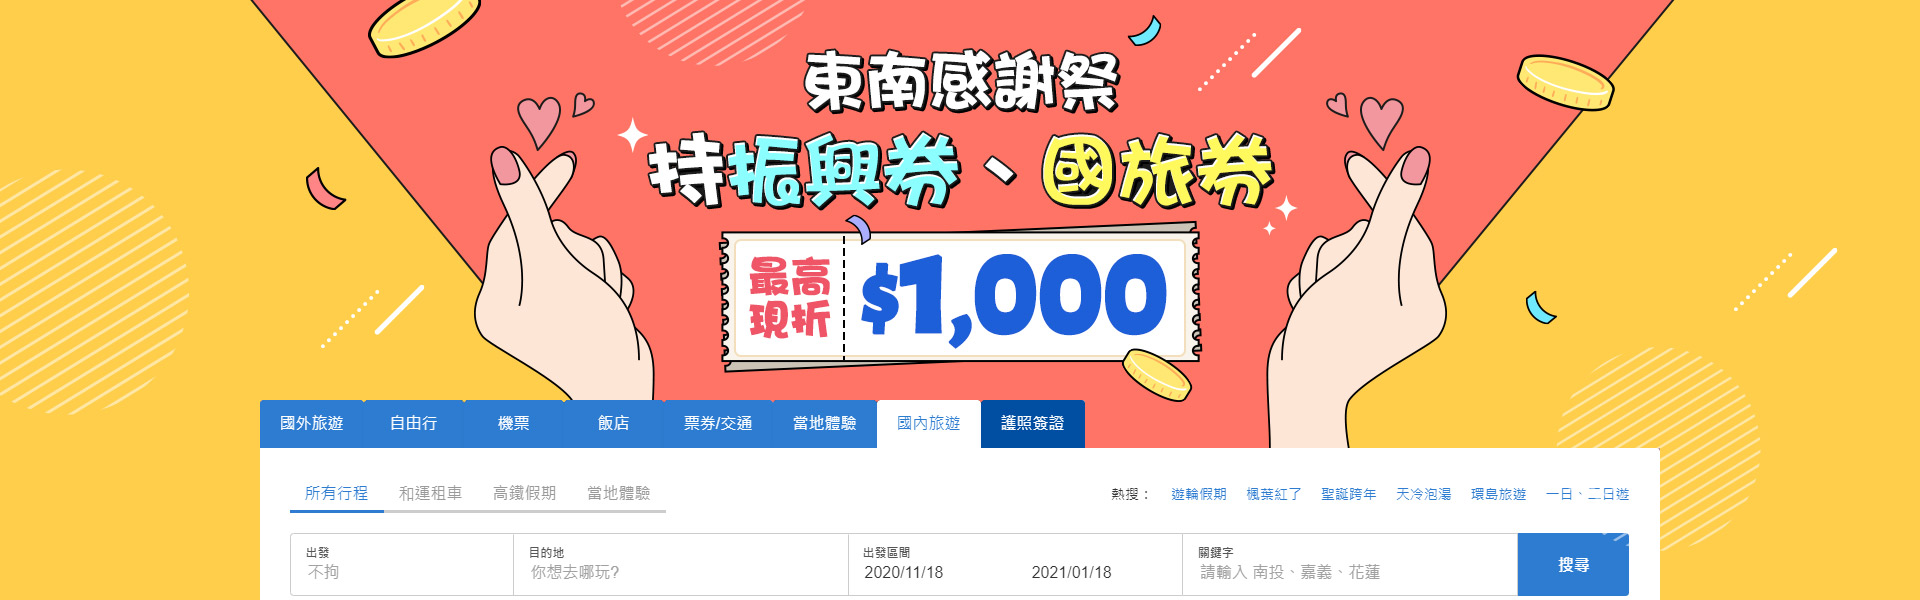 東南感謝祭
持振興券、國旅券
最高
現折
$1,000
國外旅遊 自由行 機票 飯店 票券/交通 當地體驗 國內旅遊 護照簽證
所有行程 和運租車 高鐵假期 當地體驗
熱搜： 遊輪假期 楓葉紅了 聖誕跨年 天冷泡湯 環島旅遊 一日、二日遊
出發 目的地 出發區間 關鍵字
不拘 你想去哪玩? 2020/11/18 2021/01/18 請輸入 南投、嘉義、花蓮
搜尋